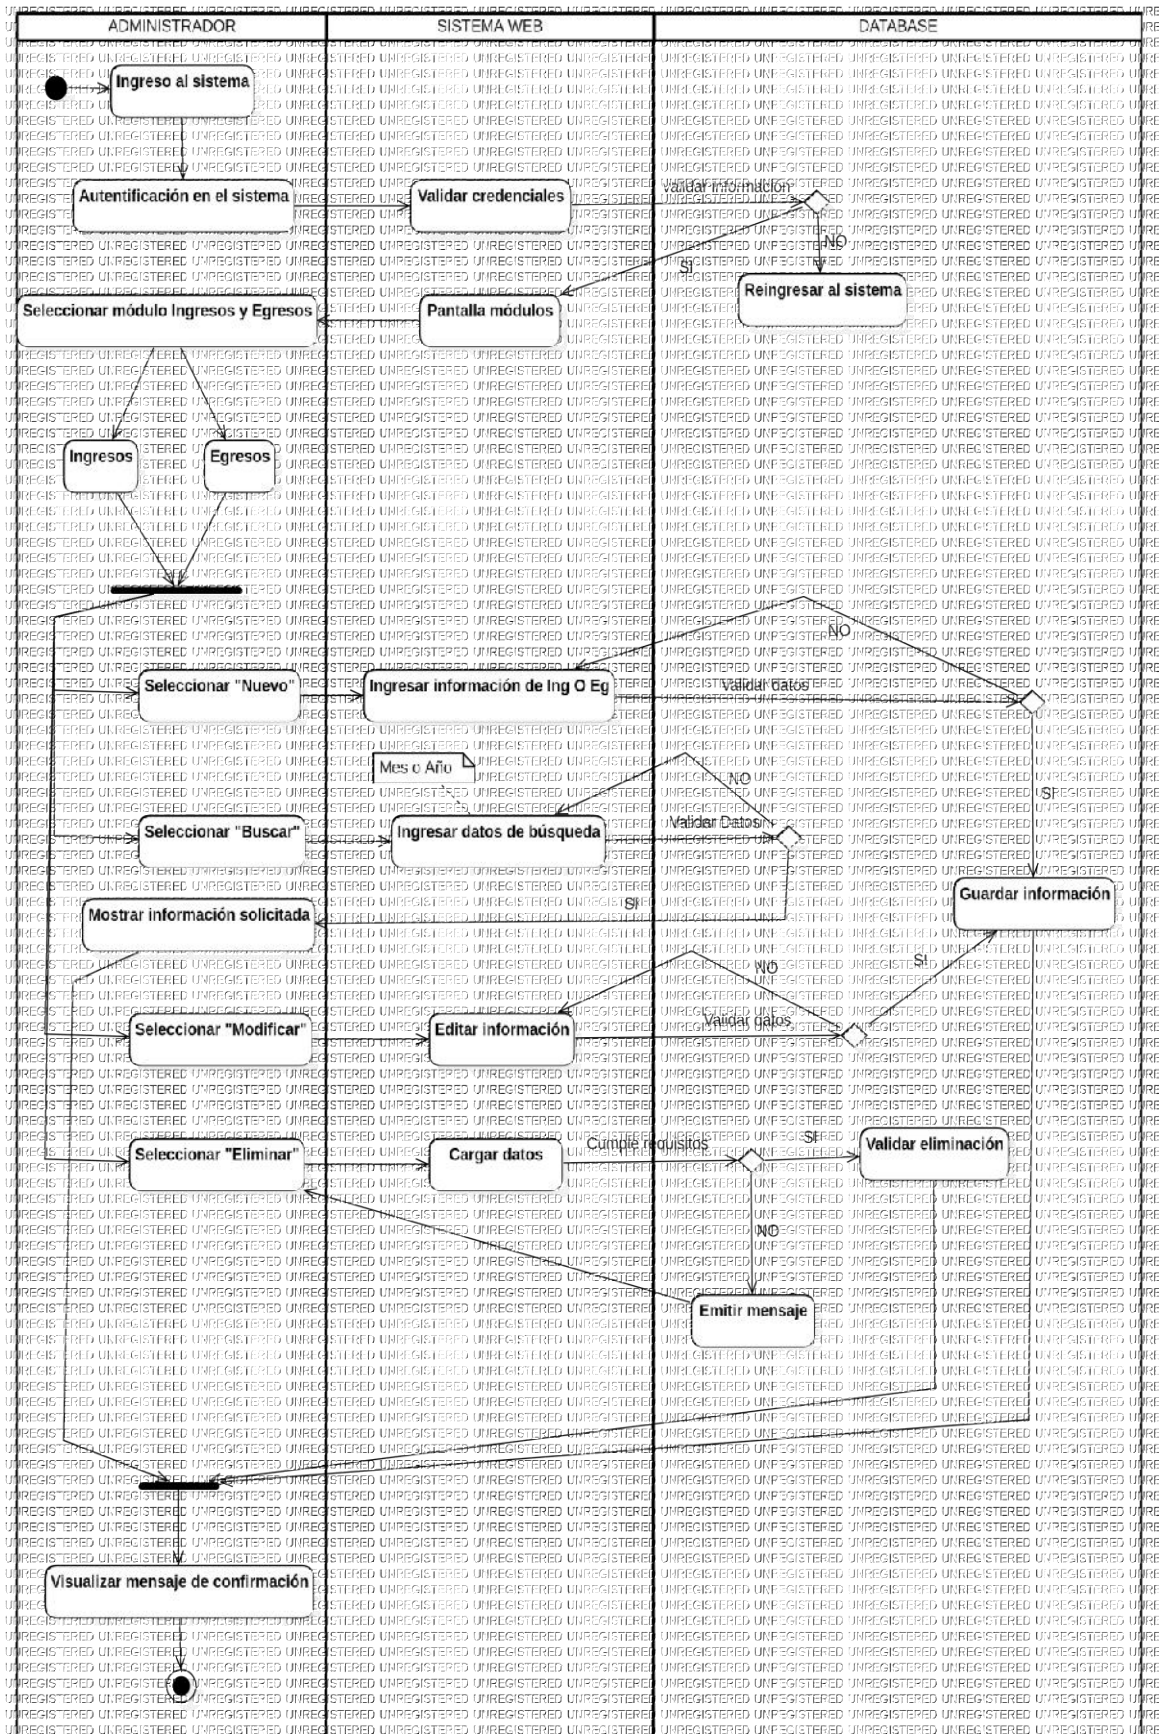 ADMINISTRADOR
SISTEMA WEB
DATABASE
Ingreso al sistema
Autentificación en el sistema
Validar credenciales
Validar información
NO
SI
Reingresar al sistema
Seleccionar módulo Ingresos y Egresos
Pantalla módulos
Ingresos
Egresos
NO
Seleccionar "Nuevo"
Ingresar información de Ing O Eg
Validar datos
Mes o Año
NO
SI
Seleccionar "Buscar"
Ingresar datos de búsqueda
Validar Datos
Guardar información
Mostrar información solicitada
SI
NO
SI
Seleccionar "Modificar"
Editar información
Validar datos
Seleccionar "Eliminar"
Cargar datos
Cumple requisitos
SI
Validar eliminación
NO
Emitir mensaje
Visualizar mensaje de confirmación
UNREGISTERED